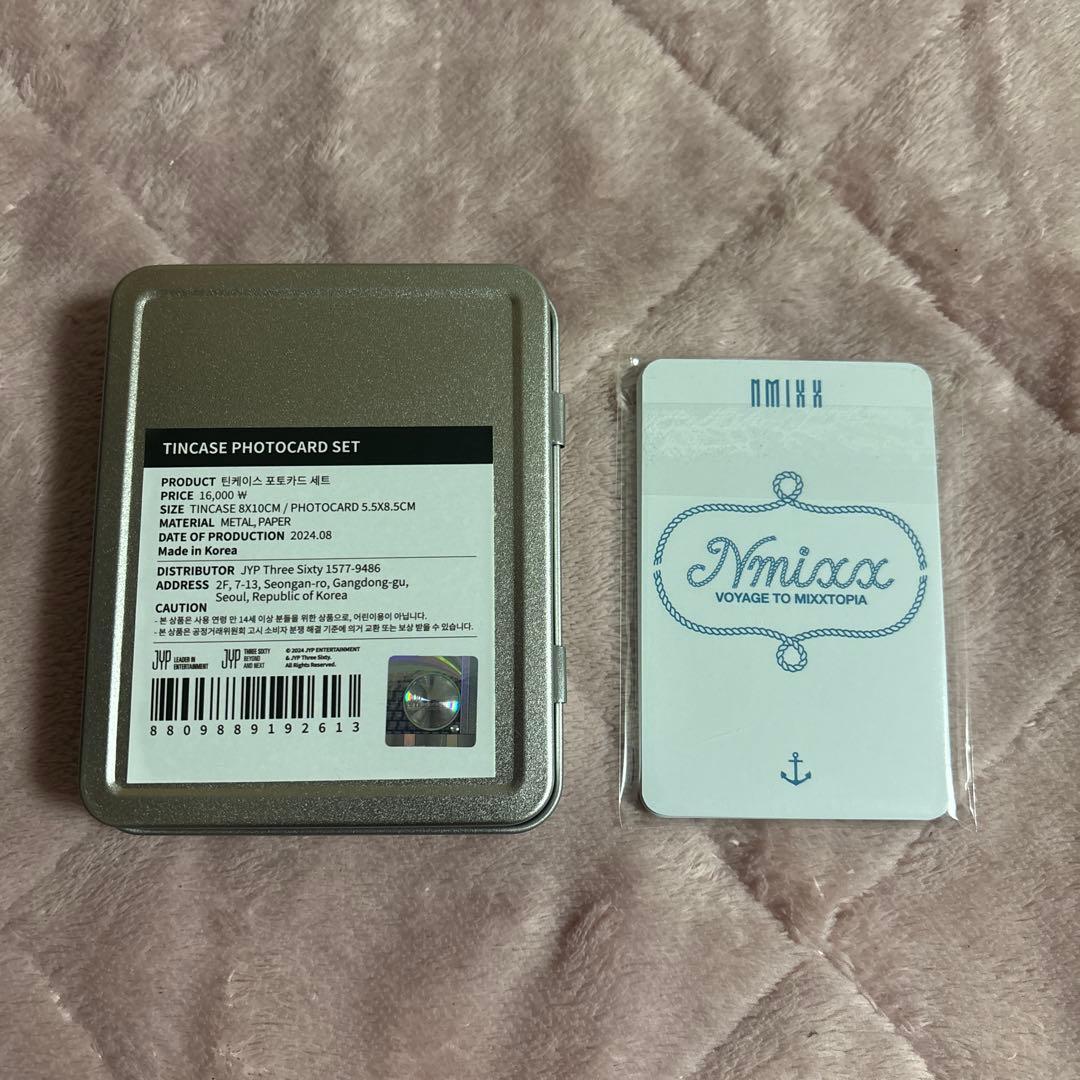 TINCASE PHOTOCARD SET
PRODUCT 틴케이스 포토카드 세트
PRICE 16,000 ₩
SIZE TINCASE 8X10CM / PHOTOCARD 5.5X8.5CM
MATERIAL METAL, PAPER
DATE OF PRODUCTION 2024.08
Made in Korea
DISTRIBUTOR JYP Three Sixty 1577-9486
ADDRESS 2F, 7-13, Seongan-ro, Gangdong-gu,
Seoul, Republic of Korea
CAUTION
- 본 상품은 사용 연령 만 14세 이상 분들을 위한 상품으로, 어린이용이 아닙니다.
- 본 상품은 공정거래위원회 고시 소비자 분쟁 해결 기준에 의거 교환 또는 보상 받을 수 있습니다.
JYP LEADER IN
ENTERTAINMENT
JYP THREE SIXTY
BEYOND
AND NEXT
© 2024 JYP ENTERTAINMENT
& JYP Three Sixty.
All Rights Reserved.
8809889192613
NMIXX
Nmixx
VOYAGE TO MIXXTOPIA